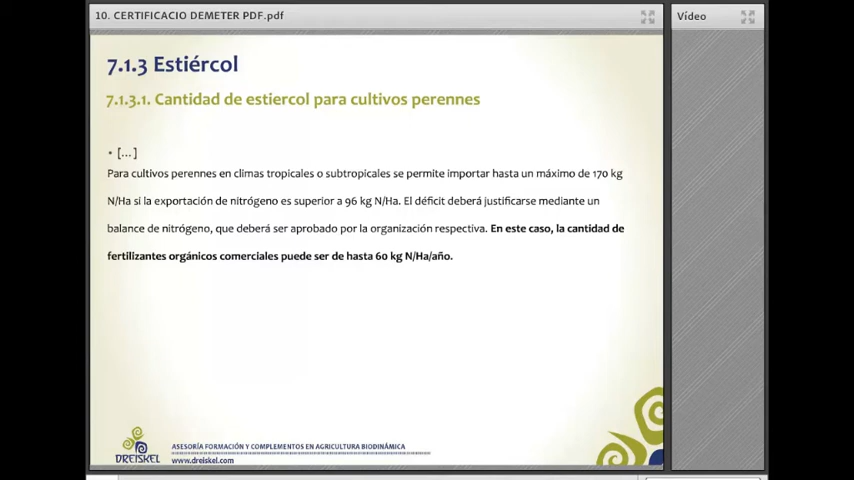 10. CERTIFICACIO DEMETER PDF.pdf
Vídeo
7.1.3 Estiércol
7.1.3.1. Cantidad de estiercol para cultivos perennes
• [...]
Para cultivos perennes en climas tropicales o subtropicales se permite importar hasta un máximo de 170 kg
N/Ha si la exportación de nitrógeno es superior a 96 kg N/Ha. El déficit deberá justificarse mediante un
balance de nitrógeno, que deberá ser aprobado por la organización respectiva. En este caso, la cantidad de
fertilizantes orgánicos comerciales puede ser de hasta 60 kg N/Ha/año.
DREISKEL
ASESORÍA FORMACIÓN Y COMPLEMENTOS EN AGRICULTURA BIODINÁMICA
www.dreiskel.com